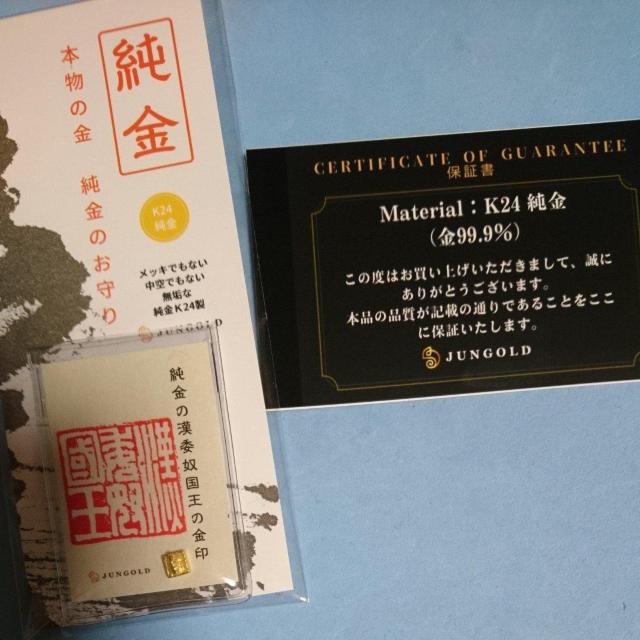 純金
本物の金 純金のお守り
K24
純金
メッキでもない
中空でもない
無垢な
純金K24製
JUNGOLD
純金の漢委奴国王の金印
漢委奴國王
JUNGOLD
CERTIFICATE OF GUARANTEE
保証書
Material：K24 純金
（金99.9%）
この度はお買い上げいただきまして、誠に
ありがとうございます。
本品の品質が記載の通りであることをここ
に保証いたします。
JUNGOLD